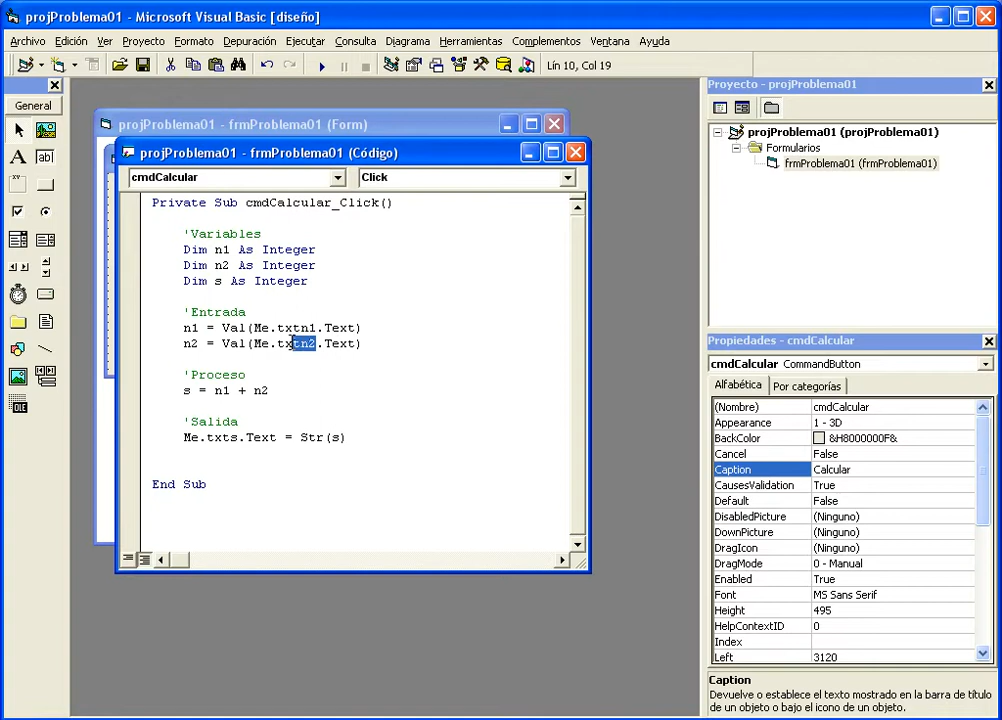 projProblema01 - Microsoft Visual Basic [diseño]
Archivo Edición Ver Proyecto Formato Depuración Ejecutar Consulta Diagrama Herramientas Complementos Ventana Ayuda
Lín 10, Col 19
General
projProblema01 - frmProblema01 (Form)
projProblema01 - frmProblema01 (Código)
cmdCalcular Click
Private Sub cmdCalcular_Click()
'Variables
Dim n1 As Integer
Dim n2 As Integer
Dim s As Integer
'Entrada
n1 = Val(Me.txtn1.Text)
n2 = Val(Me.txtn2.Text)
'Proceso
s = n1 + n2
'Salida
Me.txts.Text = Str(s)
End Sub
Proyecto - projProblema01
projProblema01 (projProblema01)
Formularios
frmProblema01 (frmProblema01)
Propiedades - cmdCalcular
cmdCalcular CommandButton
Alfabética Por categorías
(Nombre) cmdCalcular
Appearance 1 - 3D
BackColor &H8000000F&
Cancel False
Caption Calcular
CausesValidation True
Default False
DisabledPicture (Ninguno)
DownPicture (Ninguno)
DragIcon (Ninguno)
DragMode 0 - Manual
Enabled True
Font MS Sans Serif
Height 495
HelpContextID 0
Index
Left 3120
Caption
Devuelve o establece el texto mostrado en la barra de título
de un objeto o bajo el icono de un objeto.